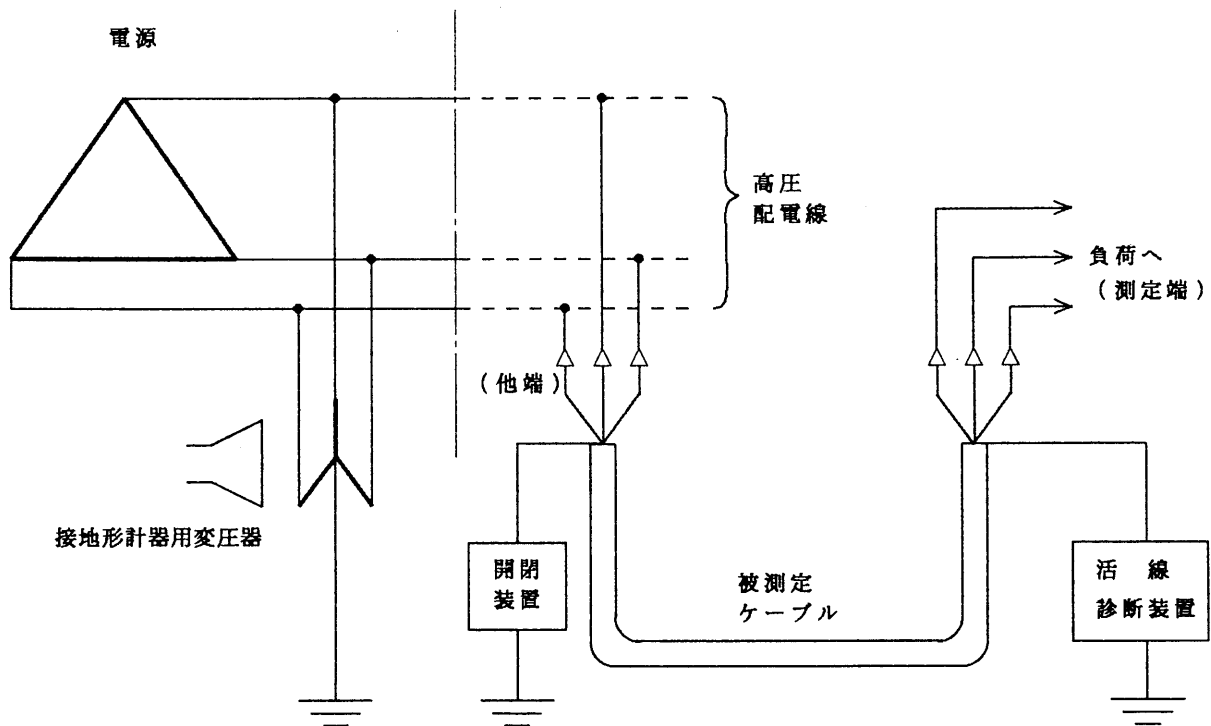 電源
高圧
配電線
負荷へ
(測定端)
(他端)
接地形計器用変圧器
開閉
装置
被測定
ケーブル
活 線
診断装置